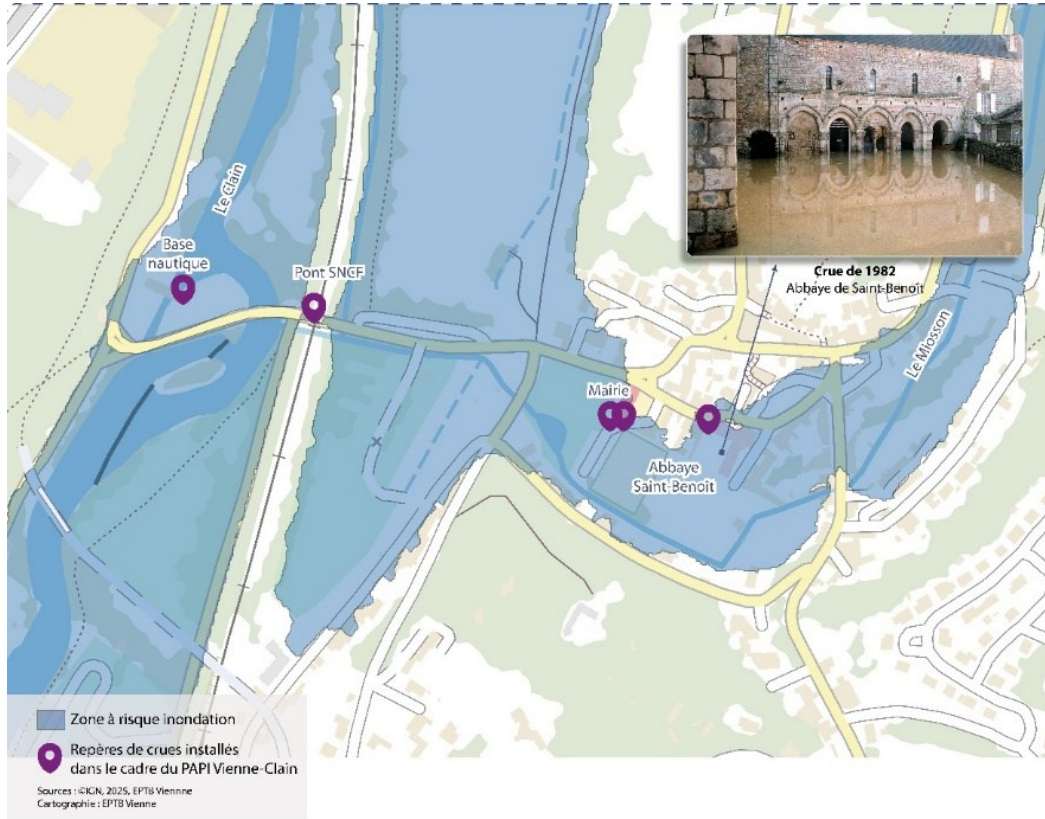 Le Clain
Base
nautique
Pont SNCF
Crue de 1982
Abbaye de Saint-Benoît
Le Miosson
Mairie
Abbaye
Saint-Benoît
Zone à risque inondation
Repères de crues installés
dans le cadre du PAPI Vienne-Clain
Sources : ©IGN, 2025, EPTB Viennne
Cartographie : EPTB Vienne